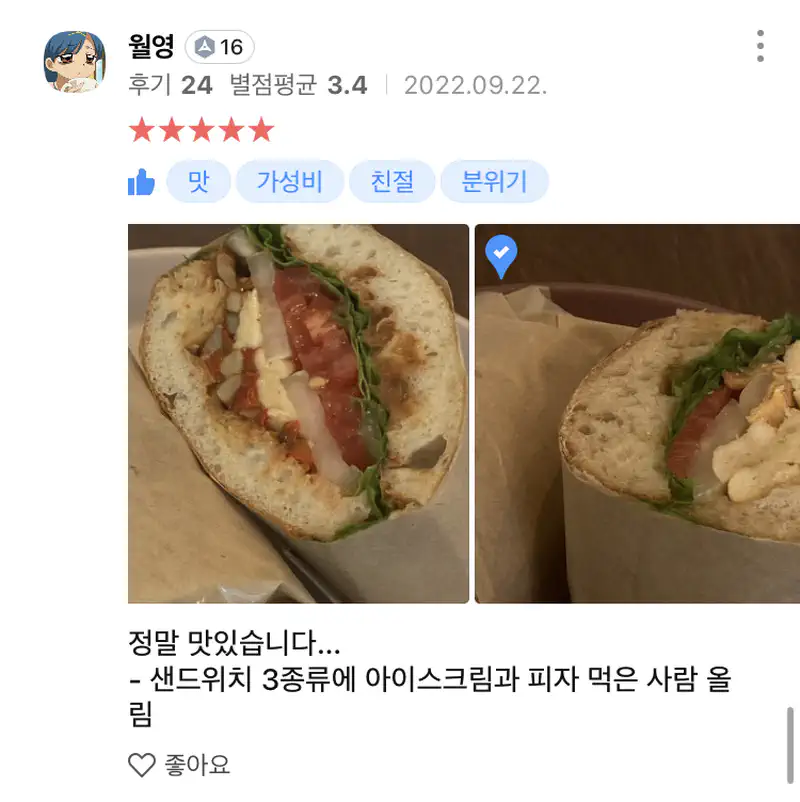 월영 16
후기 24 별점평균 3.4 2022.09.22.
맛 가성비 친절 분위기
정말 맛있습니다...
- 샌드위치 3종류에 아이스크림과 피자 먹은 사람 올
림
좋아요